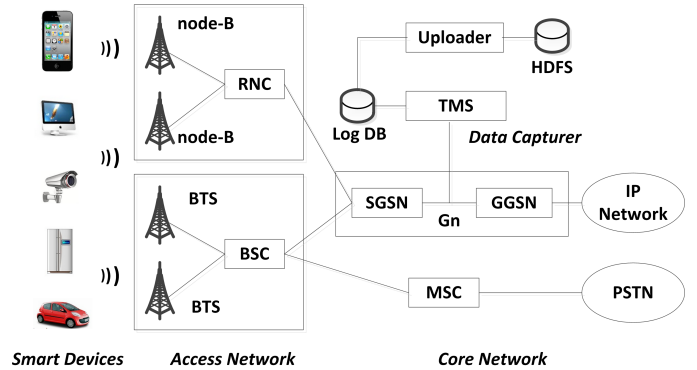 node-B
Uploader
HDFS
RNC
node-B
Log DB
TMS
Data Capturer
BTS
SGSN
GGSN
Gn
IP
Network
BSC
BTS
MSC
PSTN
Smart Devices
Access Network
Core Network